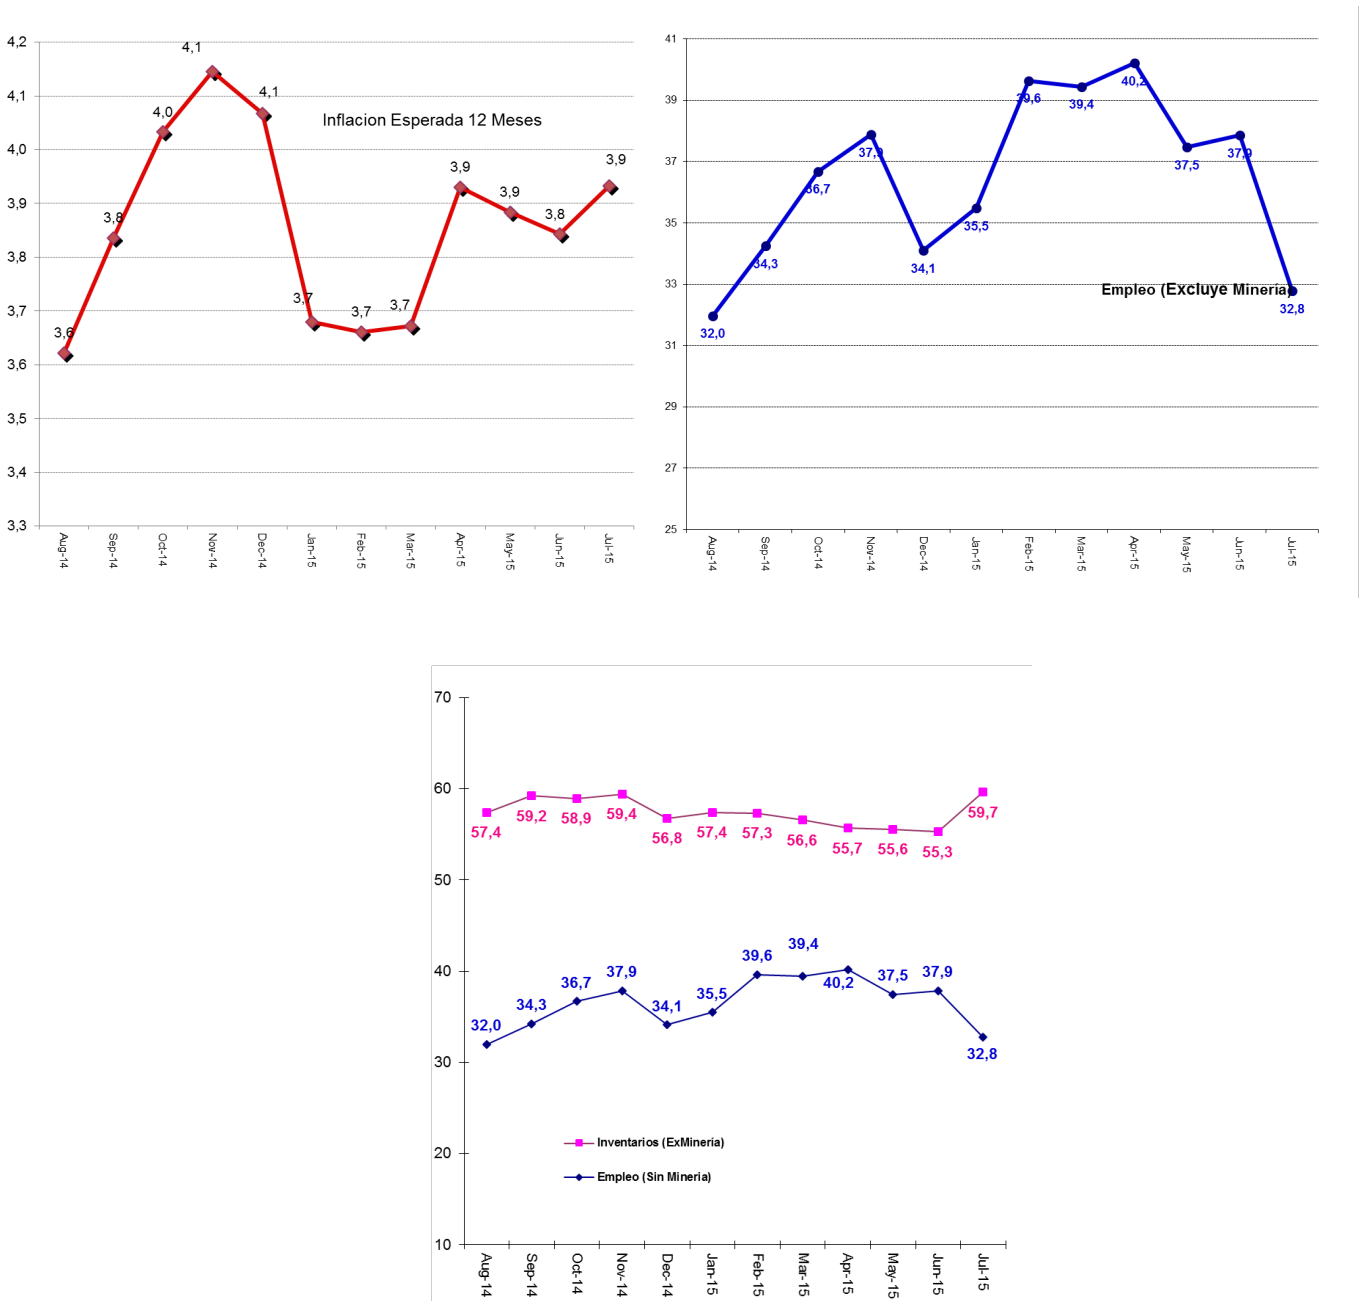 4,2
4,1
4,0
3,9
3,8
3,7
3,6
3,5
3,4
3,3
3,6
3,8
4,0
4,1
4,1
3,7
3,7
3,7
3,9
3,9
3,8
3,9
Inflacion Esperada 12 Meses
Aug-14
Sep-14
Oct-14
Nov-14
Dec-14
Jan-15
Feb-15
Mar-15
Apr-15
May-15
Jun-15
Jul-15
41
39
37
35
33
31
29
27
25
32,0
34,3
36,7
37,9
34,1
35,5
39,6
39,4
40,2
37,5
37,9
32,8
Empleo (Excluye Minería)
Aug-14
Sep-14
Oct-14
Nov-14
Dec-14
Jan-15
Feb-15
Mar-15
Apr-15
May-15
Jun-15
Jul-15
70
60
50
40
30
20
10
57,4
59,2
58,9
59,4
56,8
57,4
57,3
56,6
55,7
55,6
55,3
59,7
32,0
34,3
36,7
37,9
34,1
35,5
39,6
39,4
40,2
37,5
37,9
32,8
Inventarios (ExMinería)
Empleo (Sin Minería)
Aug-14
Sep-14
Oct-14
Nov-14
Dec-14
Jan-15
Feb-15
Mar-15
Apr-15
May-15
Jun-15
Jul-15